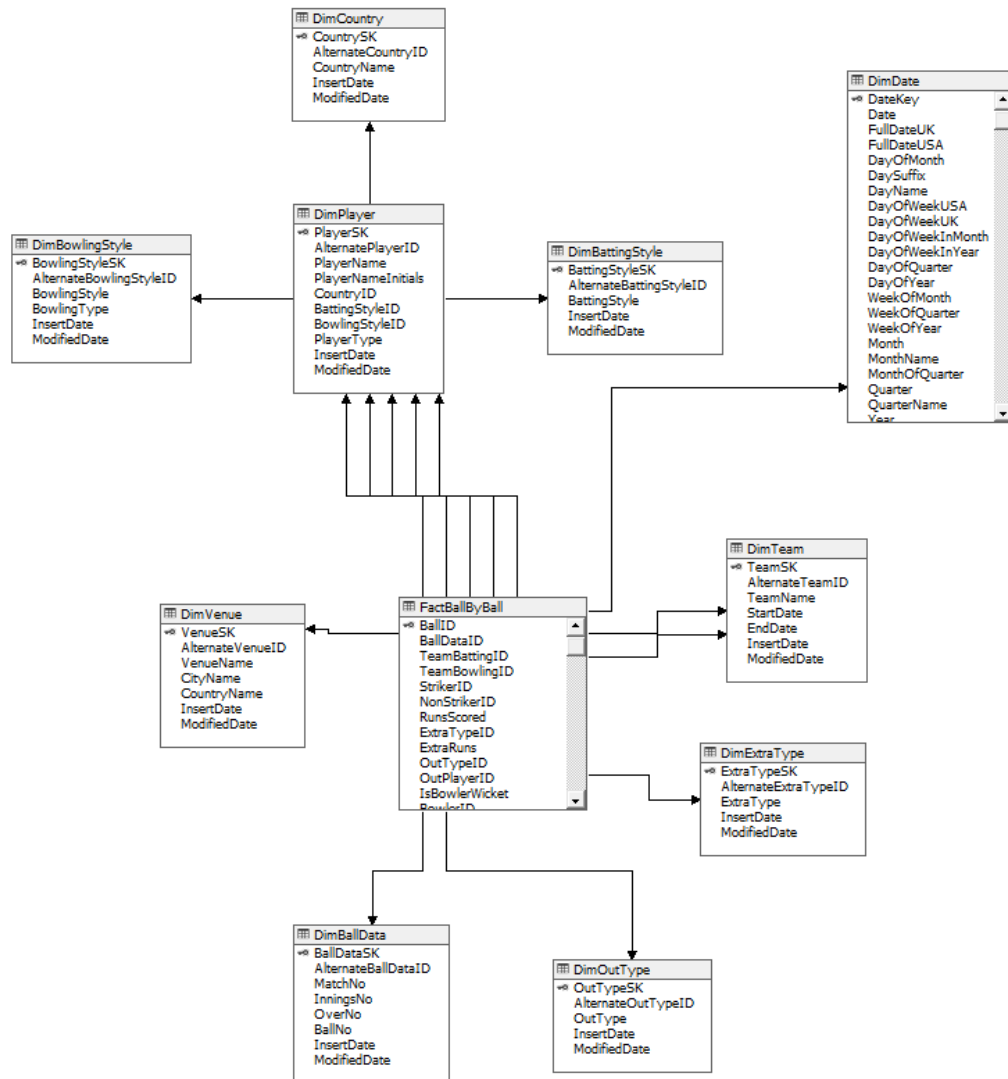 DimCountry
CountrySK
AlternateCountryID
CountryName
InsertDate
ModifiedDate
DimDate
DateKey
Date
FullDateUK
FullDateUSA
DayOfMonth
DaySuffix
DayName
DayOfWeekUSA
DayOfWeekUK
DayOfWeekInMonth
DayOfWeekInYear
DayOfQuarter
DayOfYear
WeekOfMonth
WeekOfQuarter
WeekOfYear
Month
MonthName
MonthOfQuarter
Quarter
QuarterName
Year
DimPlayer
PlayerSK
AlternatePlayerID
PlayerName
PlayerNameInitials
CountryID
BattingStyleID
BowlingStyleID
PlayerType
InsertDate
ModifiedDate
DimBowlingStyle
BowlingStyleSK
AlternateBowlingStyleID
BowlingStyle
BowlingType
InsertDate
ModifiedDate
DimBattingStyle
BattingStyleSK
AlternateBattingStyleID
BattingStyle
InsertDate
ModifiedDate
DimTeam
TeamSK
AlternateTeamID
TeamName
StartDate
EndDate
InsertDate
ModifiedDate
FactBallByBall
BallID
BallDataID
TeamBattingID
TeamBowlingID
StrikerID
NonStrikerID
RunsScored
ExtraTypeID
ExtraRuns
OutTypeID
OutPlayerID
IsBowlerWicket
BowlerID
DimVenue
VenueSK
AlternateVenueID
VenueName
CityName
CountryName
InsertDate
ModifiedDate
DimExtraType
ExtraTypeSK
AlternateExtraTypeID
ExtraType
InsertDate
ModifiedDate
DimBallData
BallDataSK
AlternateBallDataID
MatchNo
InningsNo
OverNo
BallNo
InsertDate
ModifiedDate
DimOutType
OutTypeSK
AlternateOutTypeID
OutType
InsertDate
ModifiedDate